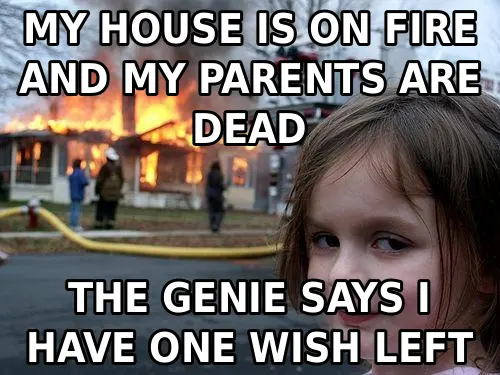 MY HOUSE IS ON FIRE
AND MY PARENTS ARE
DEAD
THE GENIE SAYS I
HAVE ONE WISH LEFT